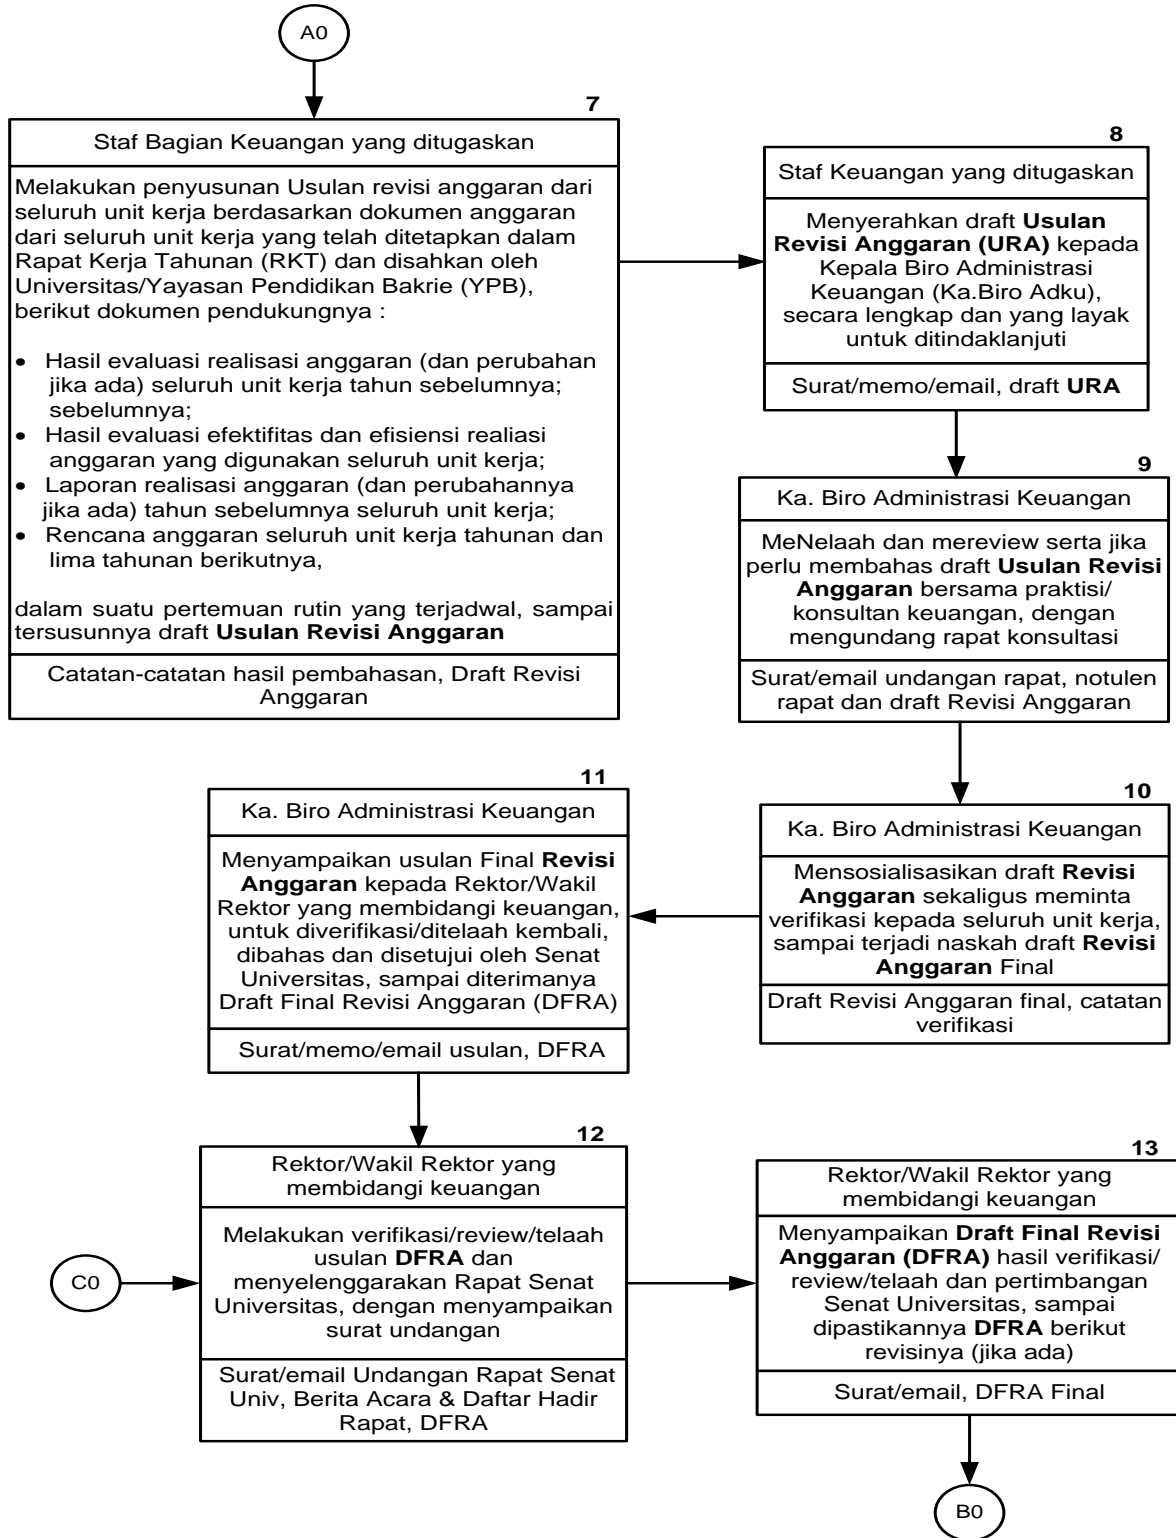 A0
7
Staf Bagian Keuangan yang ditugaskan
Melakukan penyusunan Usulan revisi anggaran dari
seluruh unit kerja berdasarkan dokumen anggaran
dari seluruh unit kerja yang telah ditetapkan dalam
Rapat Kerja Tahunan (RKT) dan disahkan oleh
Universitas/Yayasan Pendidikan Bakrie (YPB),
berikut dokumen pendukungnya :
• Hasil evaluasi realisasi anggaran (dan perubahan
jika ada) seluruh unit kerja tahun sebelumnya;
sebelumnya;
• Hasil evaluasi efektifitas dan efisiensi realiasi
anggaran yang digunakan seluruh unit kerja;
• Laporan realisasi anggaran (dan perubahannya
jika ada) tahun sebelumnya seluruh unit kerja;
• Rencana anggaran seluruh unit kerja tahunan dan
lima tahunan berikutnya,
dalam suatu pertemuan rutin yang terjadwal, sampai
tersusunnya draft Usulan Revisi Anggaran
Catatan-catatan hasil pembahasan, Draft Revisi
Anggaran
8
Staf Keuangan yang ditugaskan
Menyerahkan draft Usulan
Revisi Anggaran (URA) kepada
Kepala Biro Administrasi
Keuangan (Ka.Biro Adku),
secara lengkap dan yang layak
untuk ditindaklanjuti
Surat/memo/email, draft URA
9
Ka. Biro Administrasi Keuangan
MeNelaah dan mereview serta jika
perlu membahas draft Usulan Revisi
Anggaran bersama praktisi/
konsultan keuangan, dengan
mengundang rapat konsultasi
Surat/email undangan rapat, notulen
rapat dan draft Revisi Anggaran
10
Ka. Biro Administrasi Keuangan
Mensosialisasikan draft Revisi
Anggaran sekaligus meminta
verifikasi kepada seluruh unit kerja,
sampai terjadi naskah draft Revisi
Anggaran Final
Draft Revisi Anggaran final, catatan
verifikasi
11
Ka. Biro Administrasi Keuangan
Menyampaikan usulan Final Revisi
Anggaran kepada Rektor/Wakil
Rektor yang membidangi keuangan,
untuk diverifikasi/ditelaah kembali,
dibahas dan disetujui oleh Senat
Universitas, sampai diterimanya
Draft Final Revisi Anggaran (DFRA)
Surat/memo/email usulan, DFRA
C0
12
Rektor/Wakil Rektor yang
membidangi keuangan
Melakukan verifikasi/review/telaah
usulan DFRA dan
menyelenggarakan Rapat Senat
Universitas, dengan menyampaikan
surat undangan
Surat/email Undangan Rapat Senat
Univ, Berita Acara & Daftar Hadir
Rapat, DFRA
13
Rektor/Wakil Rektor yang
membidangi keuangan
Menyampaikan Draft Final Revisi
Anggaran (DFRA) hasil verifikasi/
review/telaah dan pertimbangan
Senat Universitas, sampai
dipastikannya DFRA berikut
revisinya (jika ada)
Surat/email, DFRA Final
B0